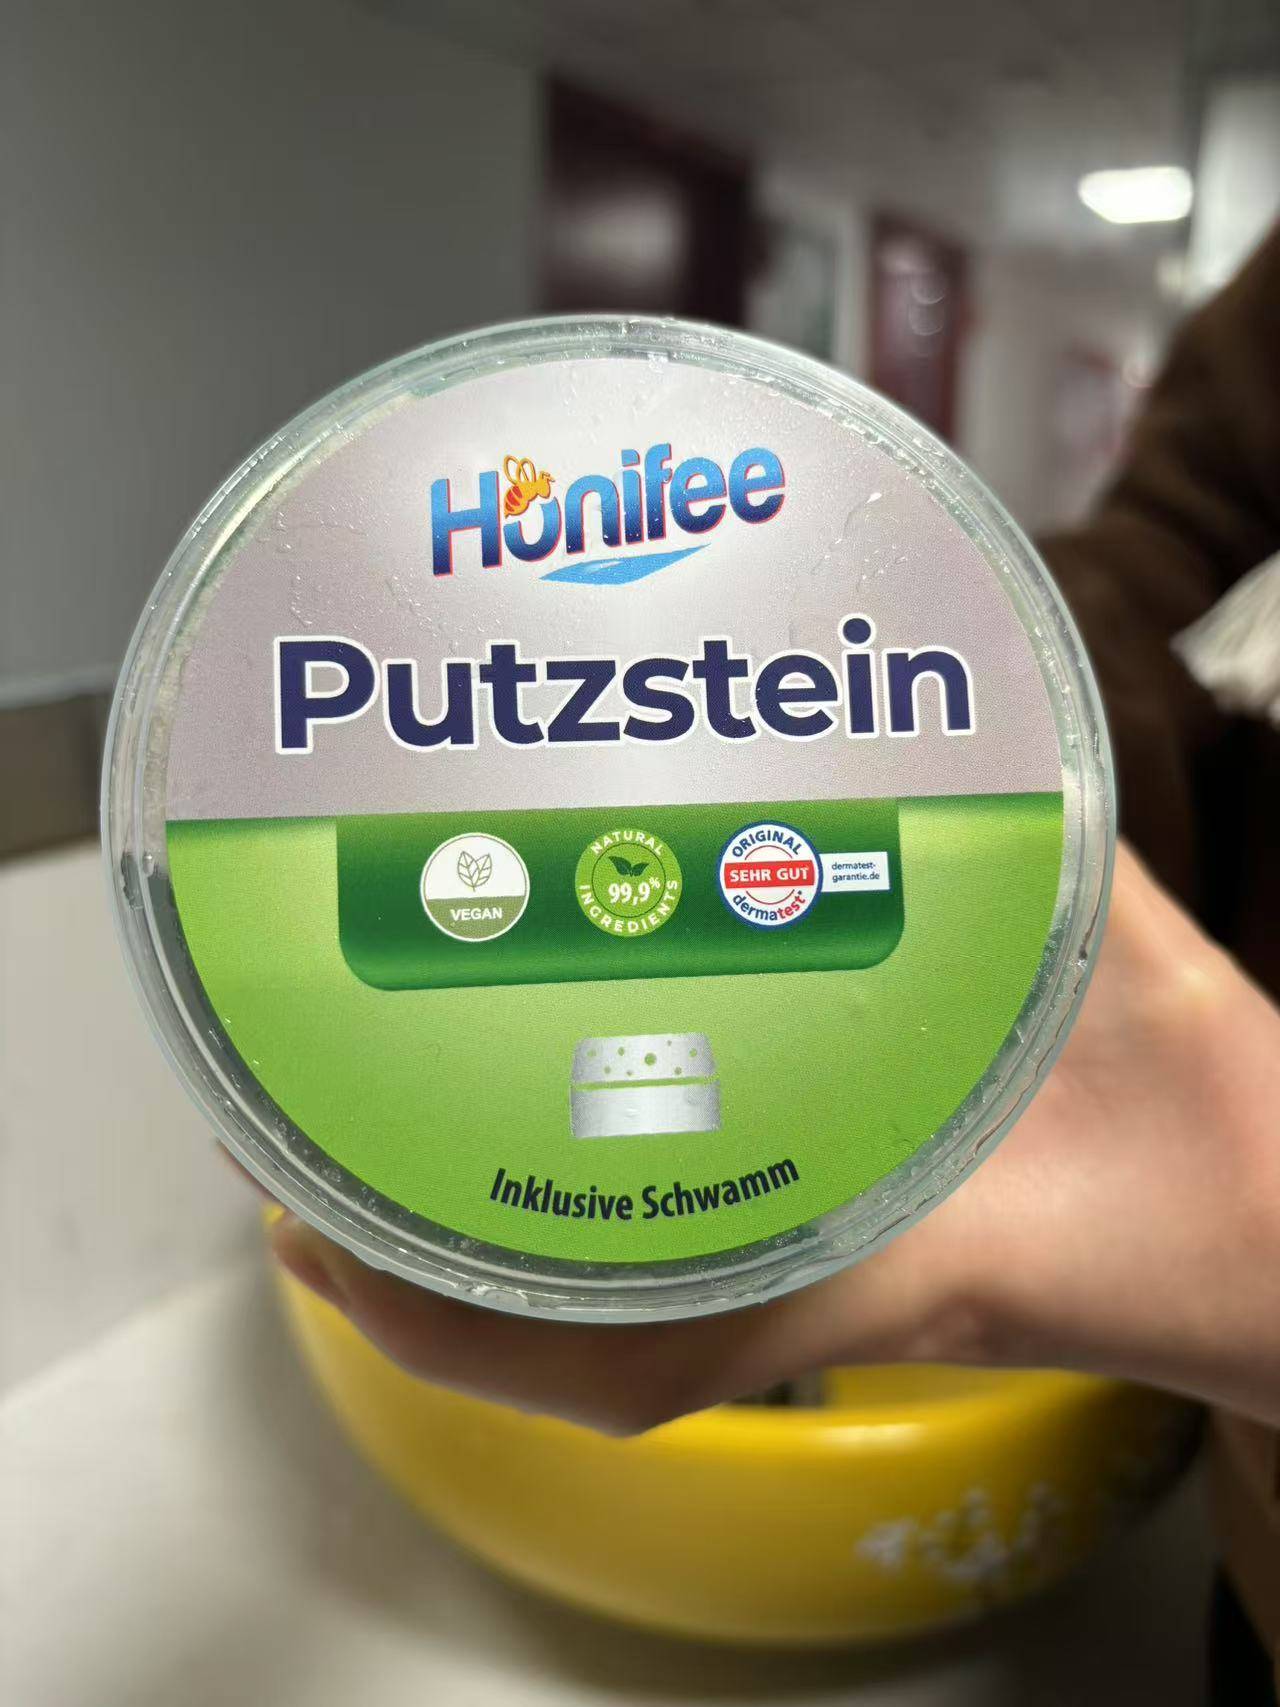 Honifee
Putzstein
VEGAN
NATURAL
99,9%
INGREDIENTS
ORIGINAL
SEHR GUT
dermatest®
dermatest-
garantie.de
Inklusive Schwamm